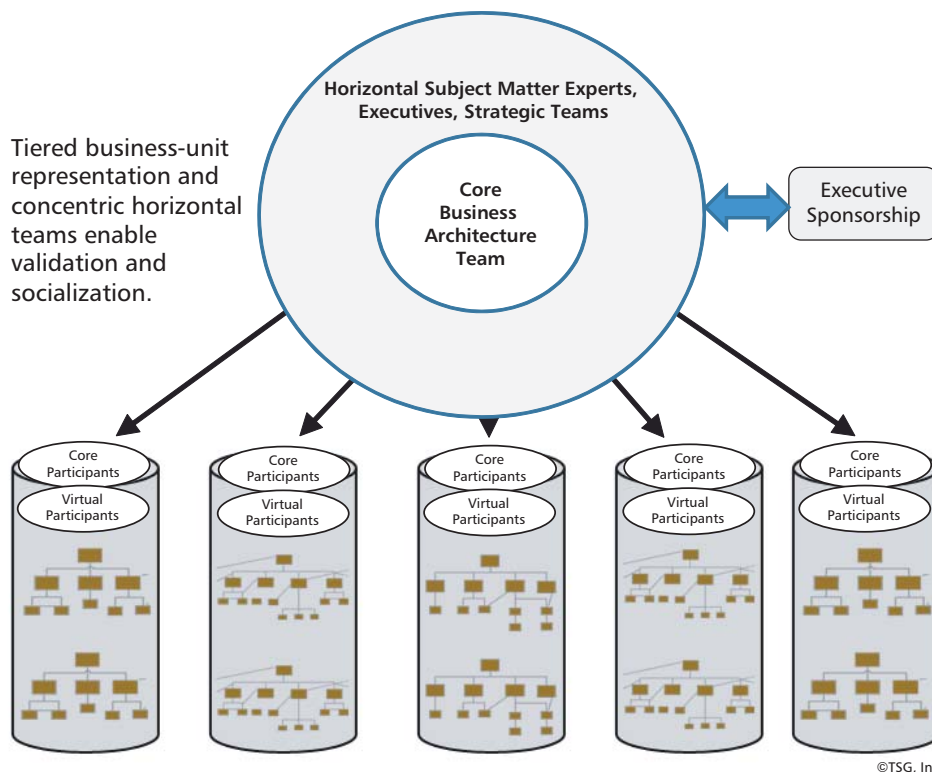 Horizontal Subject Matter Experts,
Executives, Strategic Teams
Tiered business-unit
representation and
concentric horizontal
teams enable
validation and
socialization.
Core
Business
Architecture
Team
Executive
Sponsorship
Core
Participants
Virtual
Participants
Core
Participants
Virtual
Participants
Core
Participants
Virtual
Participants
Core
Participants
Virtual
Participants
Core
Participants
Virtual
Participants
©TSG, In